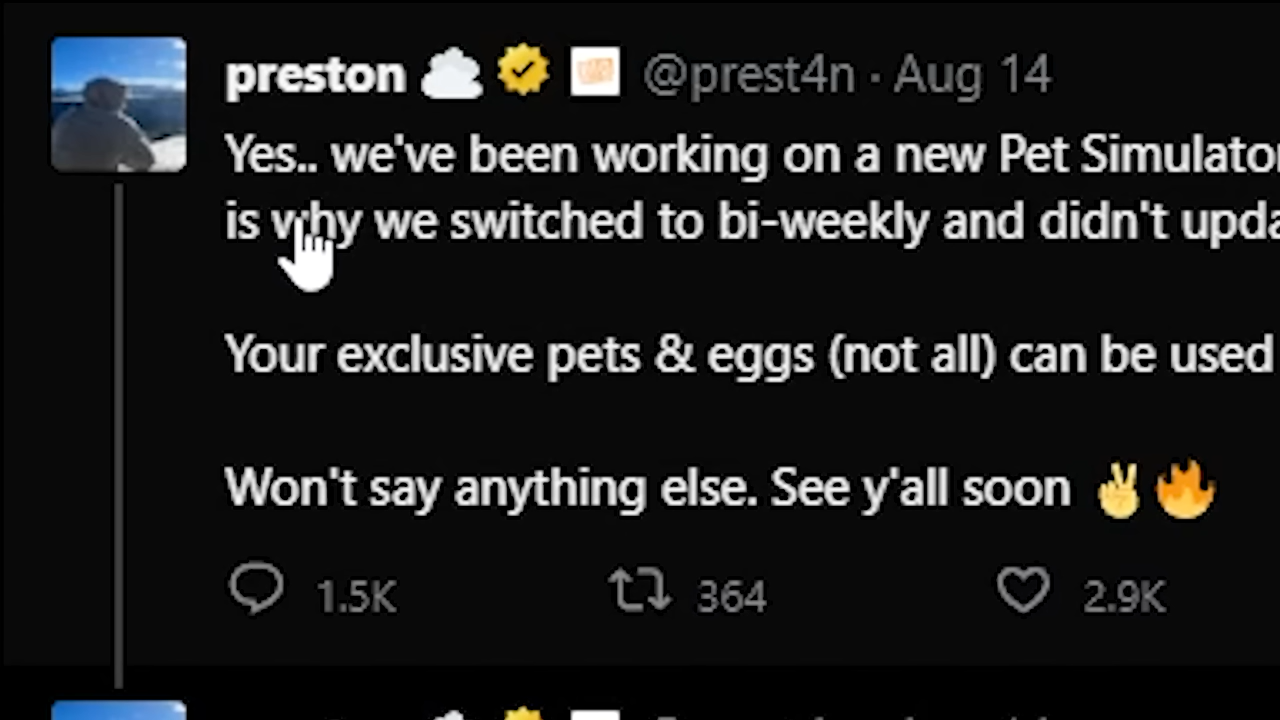 preston @prest4n · Aug 14
Yes.. we've been working on a new Pet Simulator
is why we switched to bi-weekly and didn't upda
Your exclusive pets & eggs (not all) can be used
Won't say anything else. See y'all soon ✌️🔥
1.5K 364 2.9K